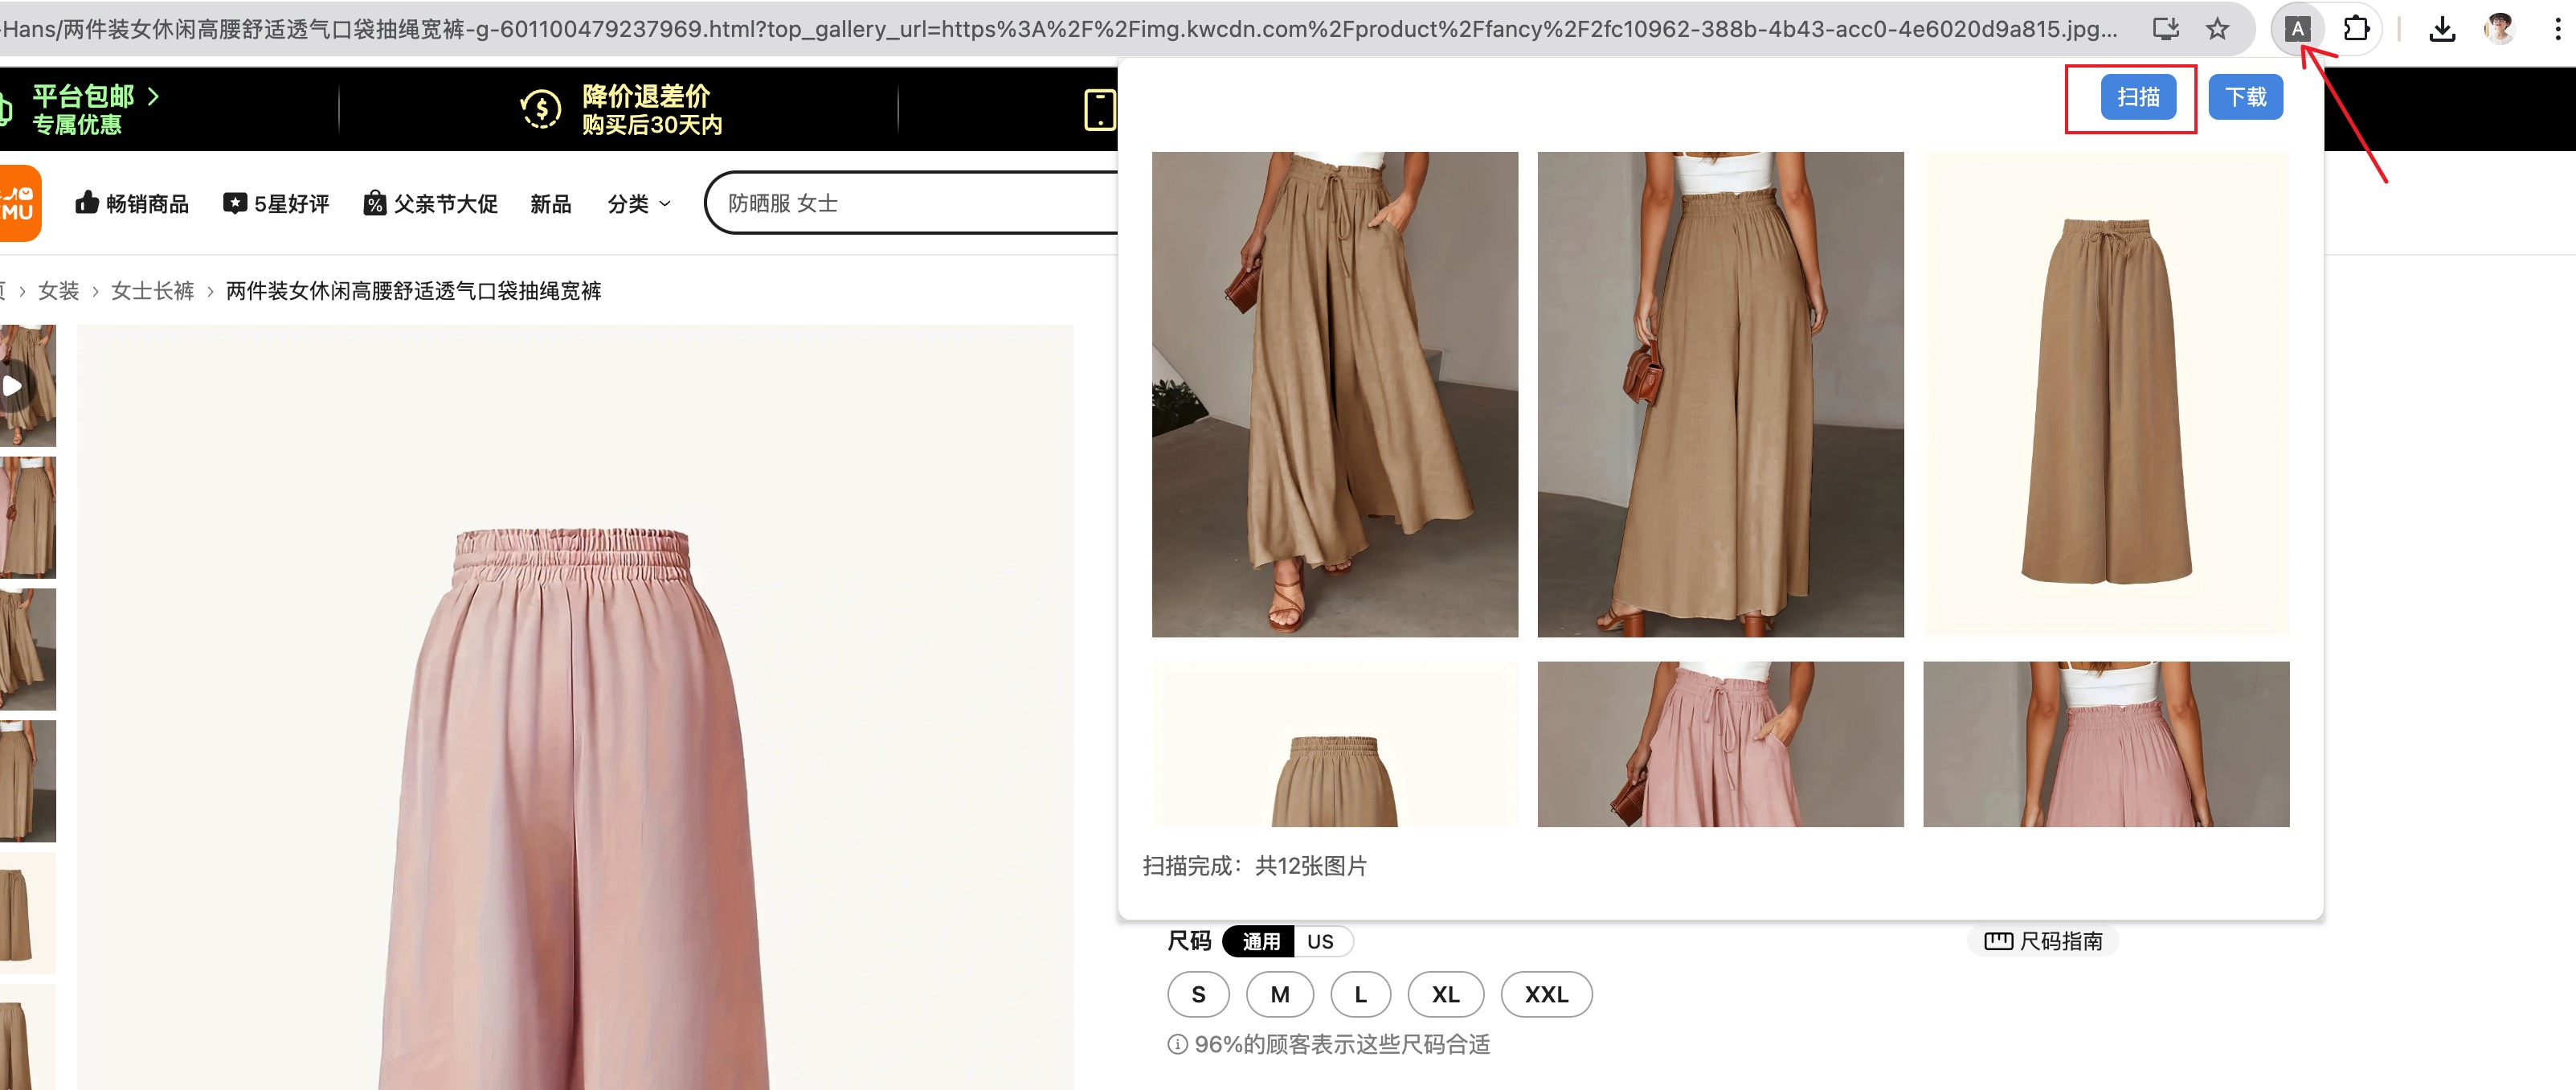 -Hans/两件装女休闲高腰舒适透气口袋抽绳宽裤-g-601100479237969.html?top_gallery_url=https%3A%2F%2Fimg.kwcdn.com%2Fproduct%2Ffancy%2F2fc10962-388b-4b43-acc0-4e6020d9a815.jpg...
A
平台包邮
专属优惠
降价退差价
购买后30天内
扫描
下载
畅销商品
5星好评
父亲节大促
新品
分类
防晒服 女士
女装 › 女士长裤 › 两件装女休闲高腰舒适透气口袋抽绳宽裤
扫描完成：共12张图片
尺码
通用
US
尺码指南
S
M
L
XL
XXL
96%的顾客表示这些尺码合适